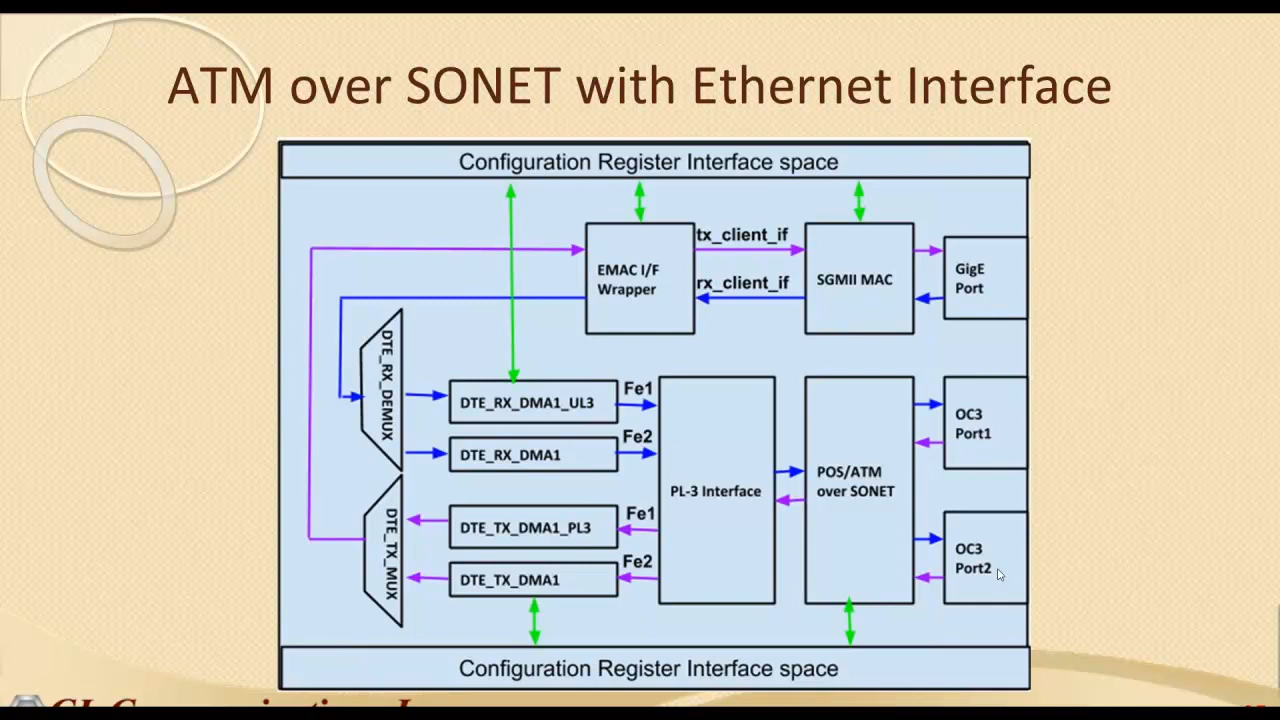 ATM over SONET with Ethernet Interface
Configuration Register Interface space
tx_client_if
EMAC I/F
Wrapper
rx_client_if
SGMII MAC
GigE
Port
DTE_RX_DEMUX
DTE_RX_DMA1_UL3
Fe1
DTE_RX_DMA1
Fe2
PL-3 Interface
POS/ATM
over SONET
OC3
Port1
DTE_TX_MUX
DTE_TX_DMA1_PL3
Fe1
DTE_TX_DMA1
Fe2
OC3
Port2
Configuration Register Interface space